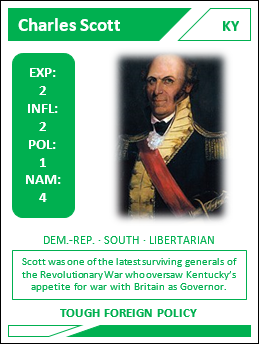 Charles Scott
KY
EXP:
2
INFL:
2
POL:
1
NAM:
4
DEM.-REP. · SOUTH · LIBERTARIAN
Scott was one of the latest surviving generals of
the Revolutionary War who oversaw Kentucky's
appetite for war with Britain as Governor.
TOUGH FOREIGN POLICY